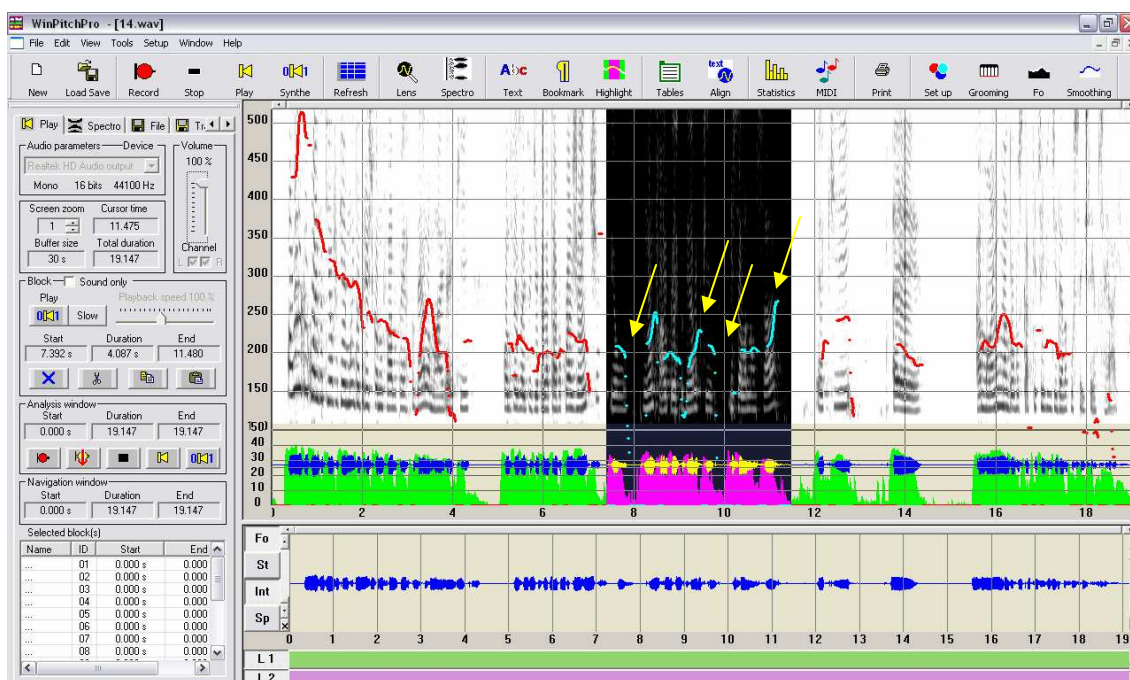 WinPitchPro - [14.wav]
File Edit View Tools Setup Window Help
New Load Save Record Stop Play Synthe Refresh Lens Spectro Text Bookmark Highlight Tables Align Statistics MIDI Print Set up Grooming Fo Smoothing
Play Spectro File Tr.
Audio parameters Device Volume
Realtek HD Audio output 100 %
Mono 16 bits 44100 Hz
Screen zoom Cursor time
1 11.475
Buffer size Total duration Channel
30 s 19.147 L R
Block Sound only
Play Playback speed 100 %
Slow
Start Duration End
7.392 s 4.087 s 11.480
Analysis window
Start Duration End
0.000 s 19.147 19.147
Navigation window
Start Duration End
0.000 s 19.147 19.147
Selected block(s)
Name ID Start End
... 01 0.000 s 0.000
... 02 0.000 s 0.000
... 03 0.000 s 0.000
... 04 0.000 s 0.000
... 05 0.000 s 0.000
... 06 0.000 s 0.000
... 07 0.000 s 0.000
... 08 0.000 s 0.000
500
450
400
350
300
250
200
150
40
30
20
10
0
2 4 6 8 10 12 14 16 18
Fo
St
Int
Sp
0 1 2 3 4 5 6 7 8 9 10 11 12 13 14 15 16 17 18 19
L 1
L 2